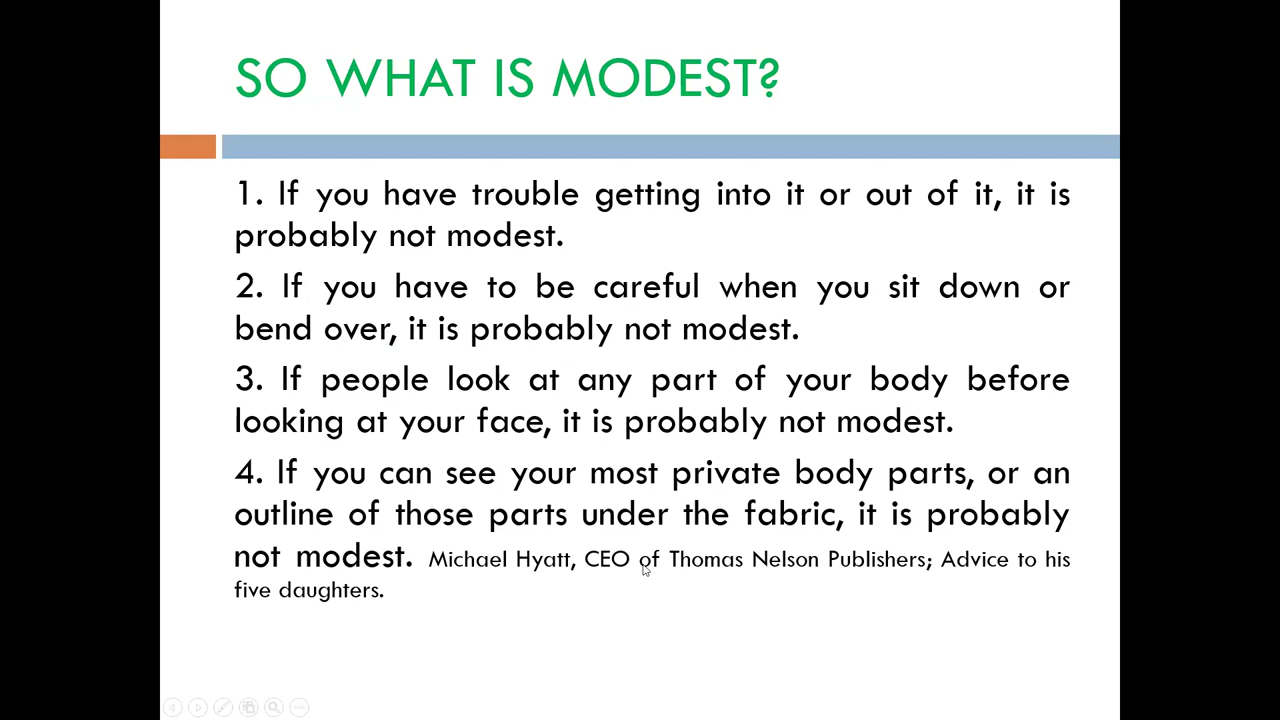 SO WHAT IS MODEST?
1. If you have trouble getting into it or out of it, it is
probably not modest.
2. If you have to be careful when you sit down or
bend over, it is probably not modest.
3. If people look at any part of your body before
looking at your face, it is probably not modest.
4. If you can see your most private body parts, or an
outline of those parts under the fabric, it is probably
not modest. Michael Hyatt, CEO of Thomas Nelson Publishers; Advice to his
five daughters.